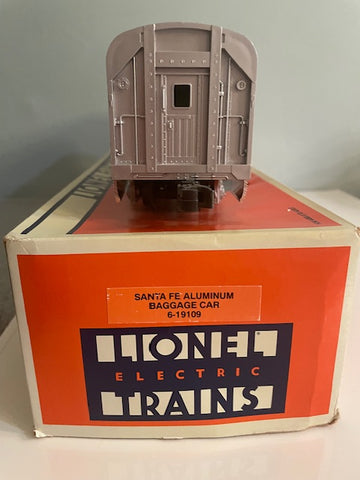 SANTA FE ALUMINUM
BAGGAGE CAR
6-19109
LIONEL
ELECTRIC
TRAINS